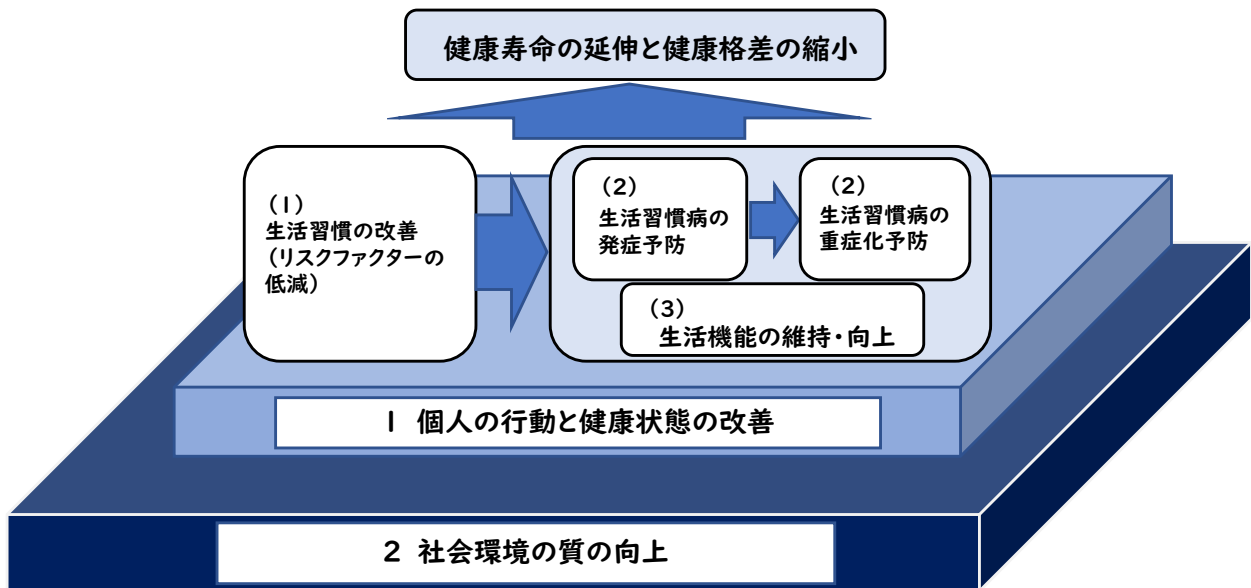 健康寿命の延伸と健康格差の縮小
(1)
生活習慣の改善
(リスクファクターの
低減)
(2)
生活習慣病の
発症予防
(2)
生活習慣病の
重症化予防
(3)
生活機能の維持・向上
1 個人の行動と健康状態の改善
2 社会環境の質の向上